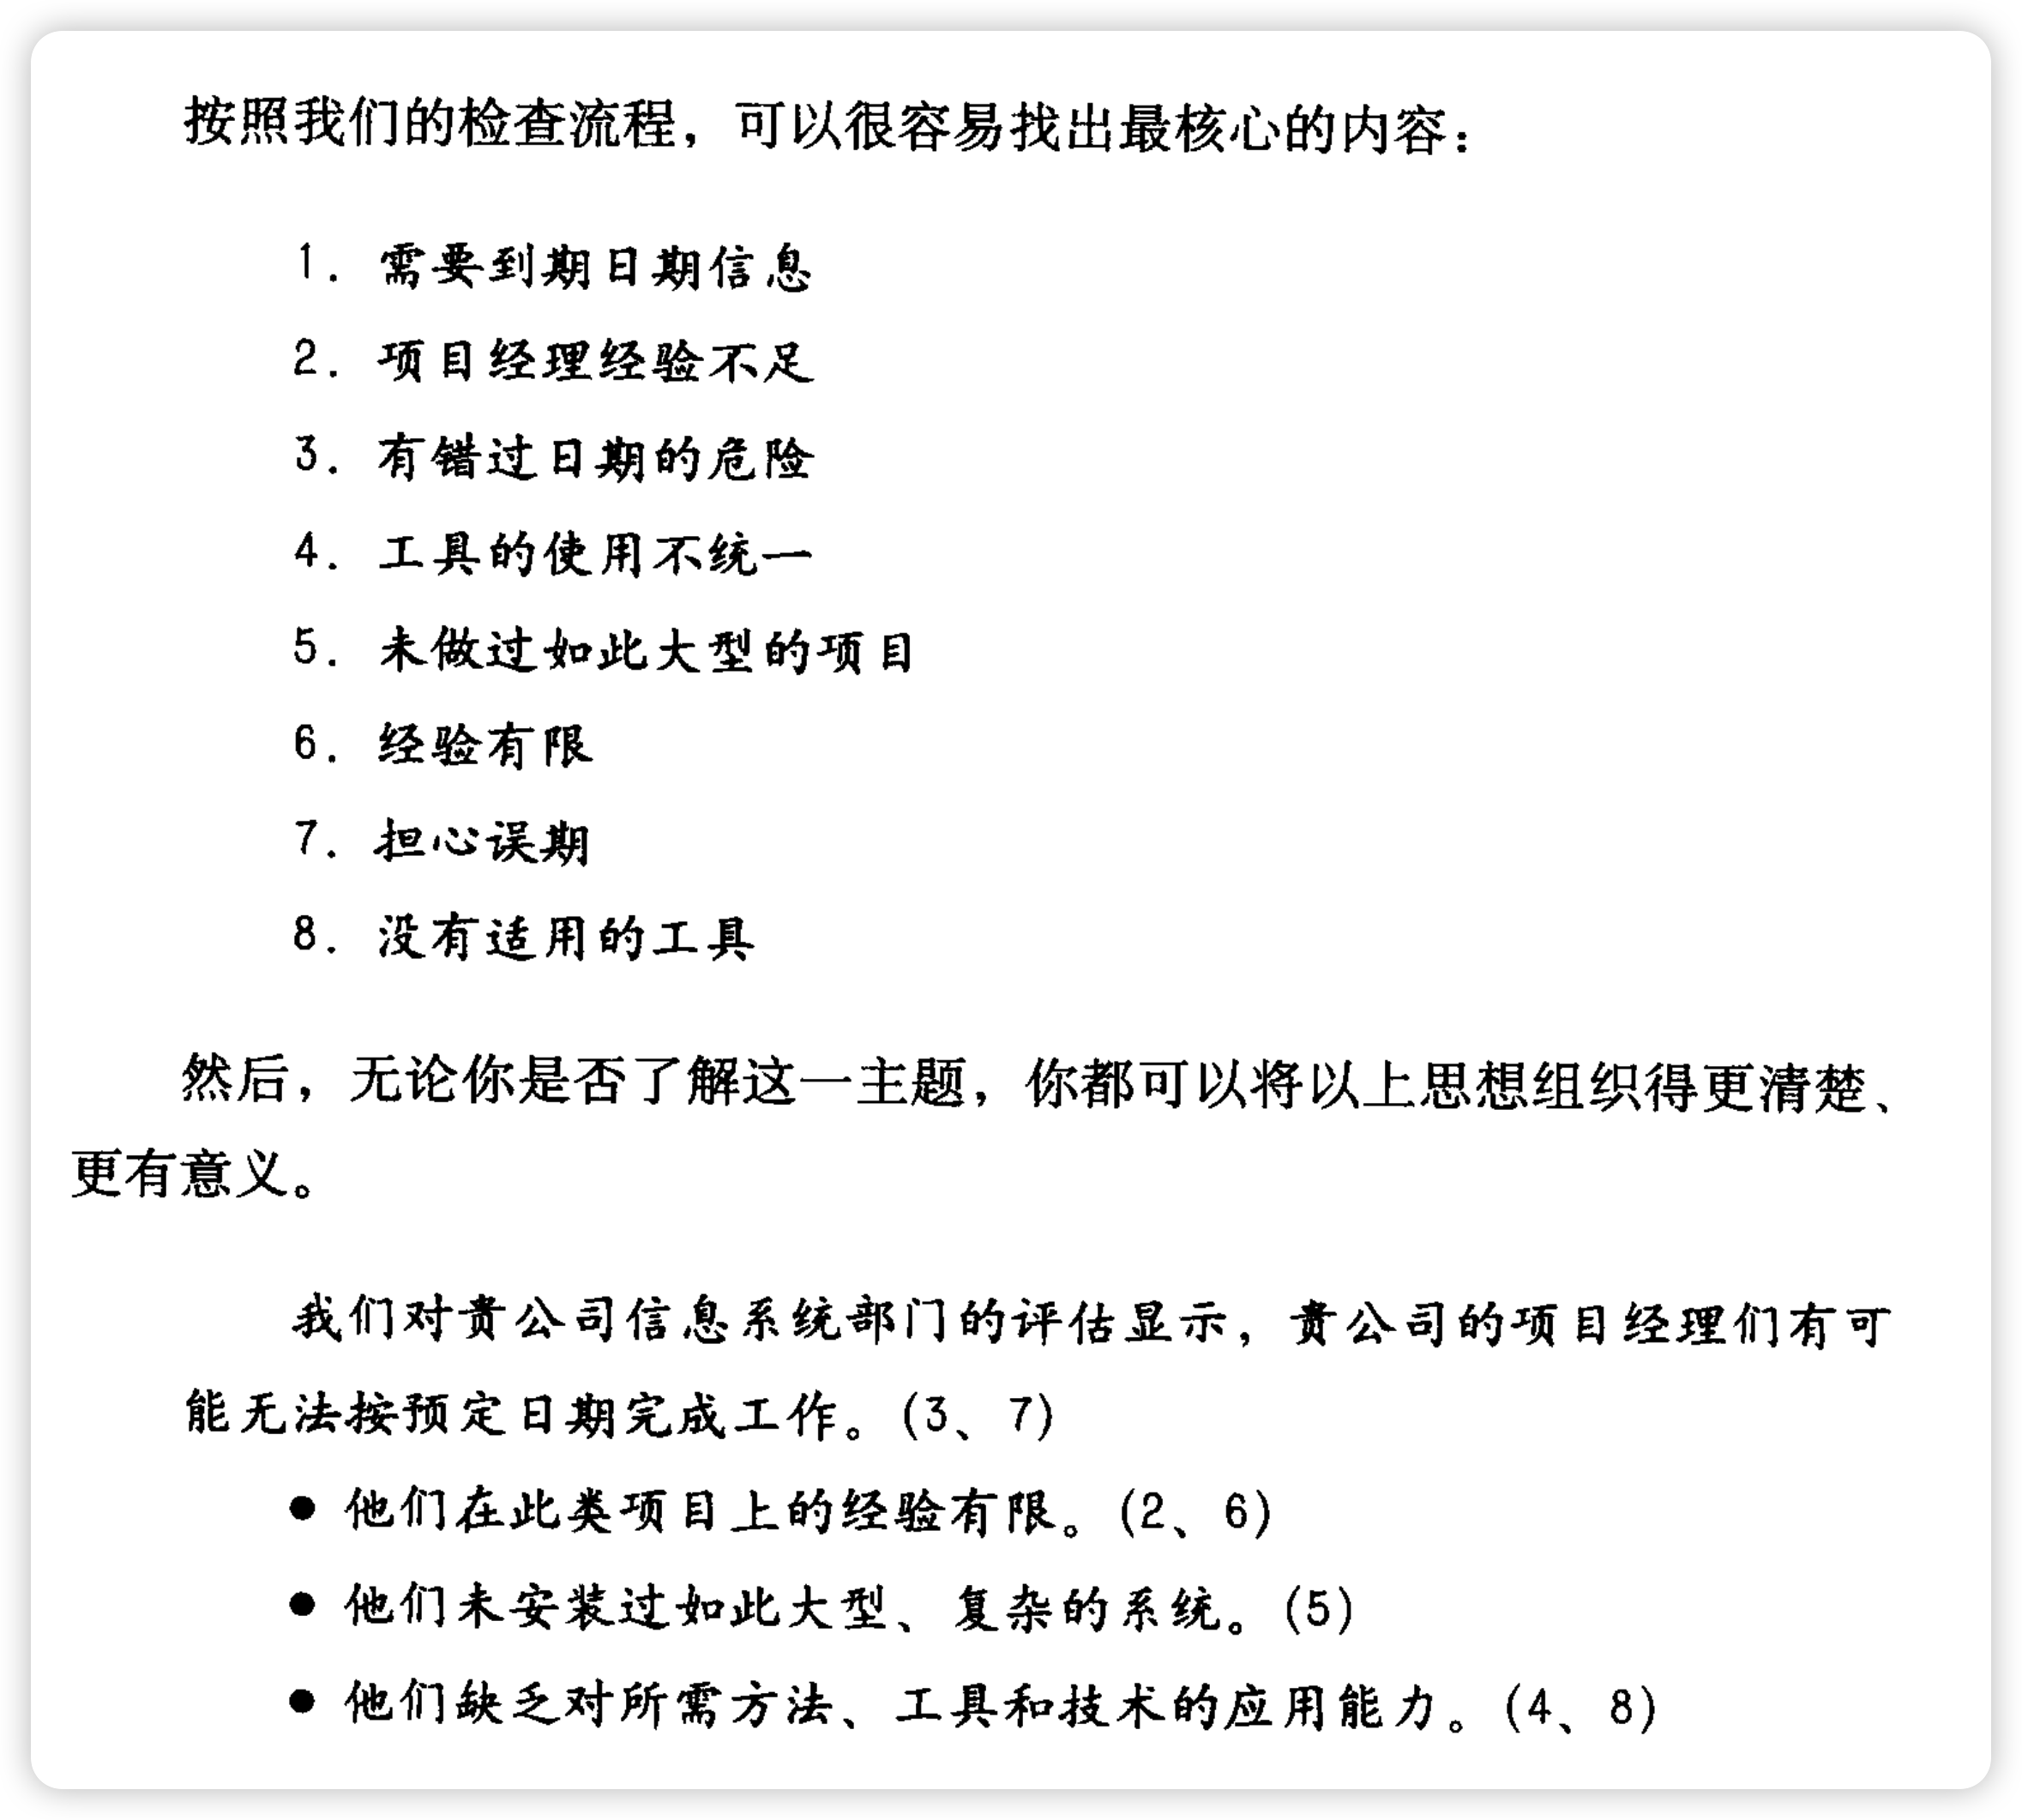 按照我们的检查流程，可以很容易找出最核心的内容：
1. 需要到期日期信息
2. 项目经理经验不足
3. 有错过日期的危险
4. 工具的使用不统一
5. 未做过如此大型的项目
6. 经验有限
7. 担心误期
8. 没有适用的工具
然后，无论你是否了解这一主题，你都可以将以上思想组织得更清楚、
更有意义。
我们对贵公司信息系统部门的评估显示，贵公司的项目经理们有可
能无法按预定日期完成工作。(3、7)
● 他们在此类项目上的经验有限。(2、6)
● 他们未安装过如此大型、复杂的系统。(5)
● 他们缺乏对所需方法、工具和技术的应用能力。(4、8)